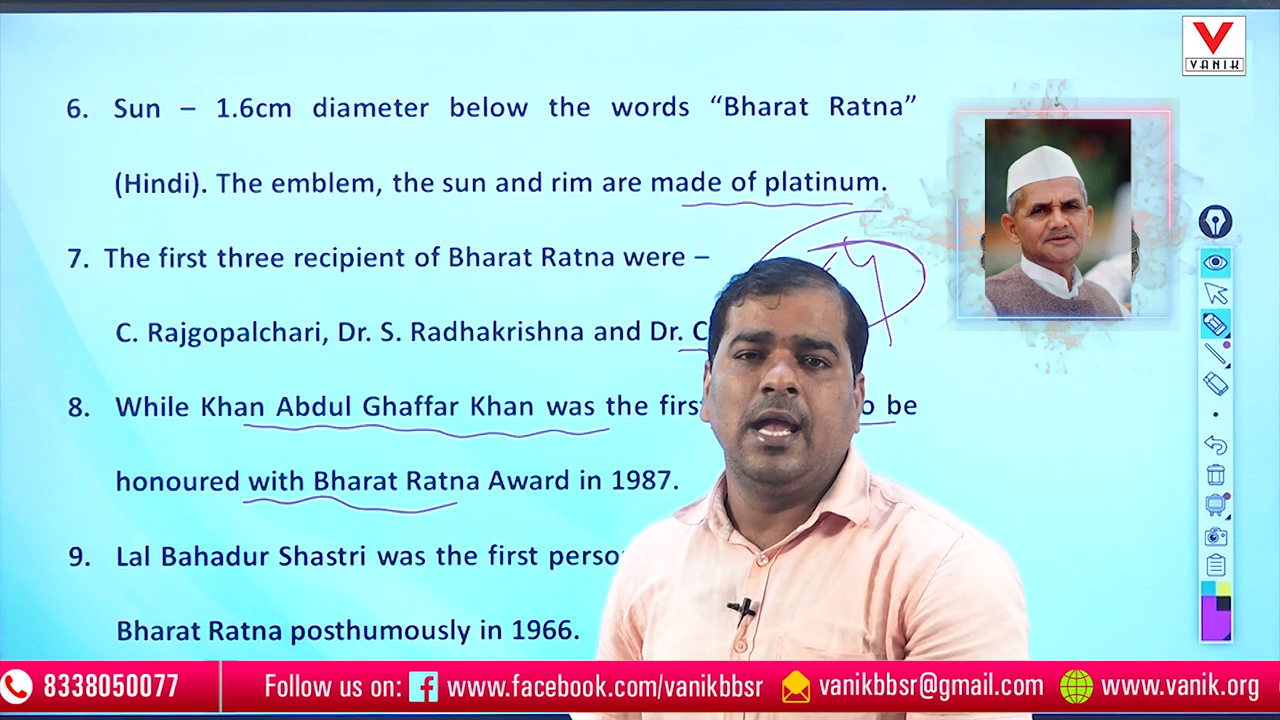 VANIK
6. Sun – 1.6cm diameter below the words “Bharat Ratna”
(Hindi). The emblem, the sun and rim are made of platinum.
7. The first three recipient of Bharat Ratna were –
C. Rajgopalchari, Dr. S. Radhakrishna and Dr. C
8. While Khan Abdul Ghaffar Khan was the first be
honoured with Bharat Ratna Award in 1987.
9. Lal Bahadur Shastri was the first
Bharat Ratna posthumously in 1966.
8338050077 Follow us on: www.facebook.com/vanikbbsr vanikbbsr@gmail.com www.vanik.org